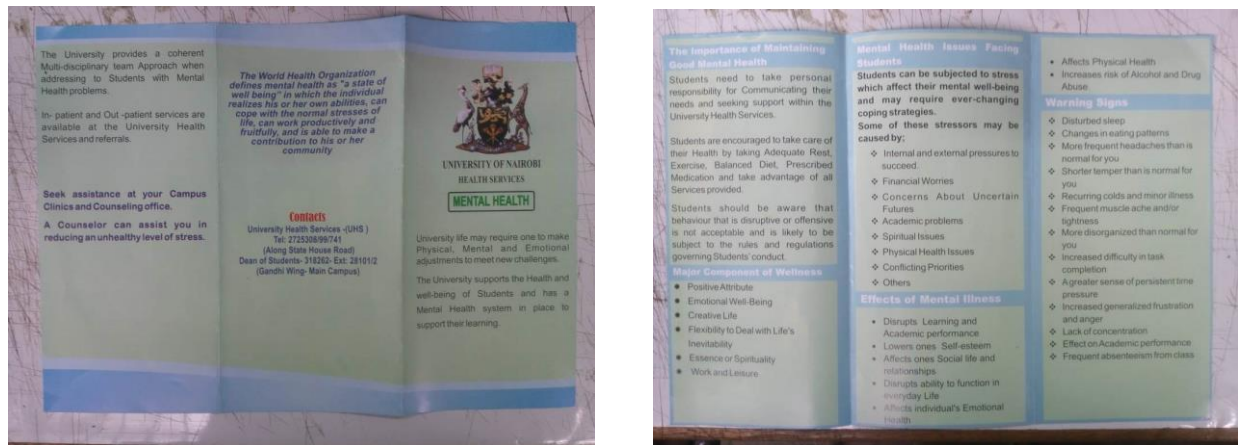 The University provides a coherent
Multi-disciplinary team Approach when
addressing to Students with Mental
Health problems.
In- patient and Out -patient services are
available at the University Health
Services and referrals.
Seek assistance at your Campus
Clinics and Counseling office.
A Counselor can assist you in
reducing an unhealthy level of stress.
The World Health Organization
defines mental health as "a state of
well being" in which the individual
realizes his or her own abilities, can
cope with the normal stresses of
life, can work productively and
fruitfully, and is able to make a
contribution to his or her
community
Contacts
University Health Services -(UHS )
Tel: 2725308/99/741
(Along State House Road)
Dean of Students- 318262- Ext: 28101/2
(Gandhi Wing- Main Campus)
UNIVERSITY OF NAIROBI
HEALTH SERVICES
MENTAL HEALTH
University life may require one to make
Physical, Mental and Emotional
adjustments to meet new challenges.
The University supports the Health and
well-being of Students and has a
Mental Health system in place to
support their learning.
The Importance of Maintaining
Good Mental Health
Students need to take personal
responsibility for Communicating their
needs and seeking support within the
University Health Services.
Students are encouraged to take care of
their Health by taking Adequate Rest,
Exercise, Balanced Diet, Prescribed
Medication and take advantage of all
Services provided.
Students should be aware that
behaviour that is disruptive or offensive
is not acceptable and is likely to be
subject to the rules and regulations
governing Students' conduct.
Major Component of Wellness
• Positive Attribute
• Emotional Well-Being
• Creative Life
• Flexibility to Deal with Life's
Inevitability
• Essence or Spirituality
• Work and Leisure
Mental Health Issues Facing
Students
Students can be subjected to stress
which affect their mental well-being
and may require ever-changing
coping strategies.
Some of these stressors may be
caused by;
❖ Internal and external pressures to
succeed.
❖ Financial Worries
❖ Concerns About Uncertain
Futures
❖ Academic problems
❖ Spiritual Issues
❖ Physical Health Issues
❖ Conflicting Priorities
❖ Others
Effects of Mental Illness
• Disrupts Learning and
Academic performance
• Lowers ones Self-esteem
• Affects ones Social life and
relationships
• Disrupts ability to function in
everyday Life
• Affects individual's Emotional
Health
• Affects Physical Health
• Increases risk of Alcohol and Drug
Abuse.
Warning Signs
❖ Disturbed sleep
❖ Changes in eating patterns
❖ More frequent headaches than is
normal for you
❖ Shorter temper than is normal for
you
❖ Recurring colds and minor illness
❖ Frequent muscle ache and/or
tightness
❖ More disorganized than normal for
you
❖ Increased difficulty in task
completion
❖ A greater sense of persistent time
pressure
❖ Increased generalized frustration
and anger
❖ Lack of concentration
❖ Effect on Academic performance
❖ Frequent absenteeism from class